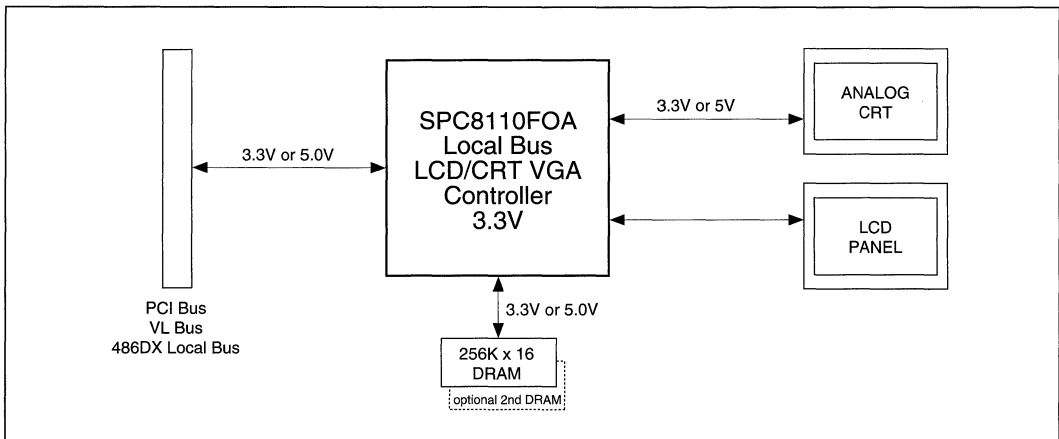 3.3V or 5.0V
PCI Bus
VL Bus
486DX Local Bus
SPC8110FOA
Local Bus
LCD/CRT VGA
Controller
3.3V
3.3V or 5V
ANALOG
CRT
LCD
PANEL
3.3V or 5.0V
256K x 16
DRAM
optional 2nd DRAM